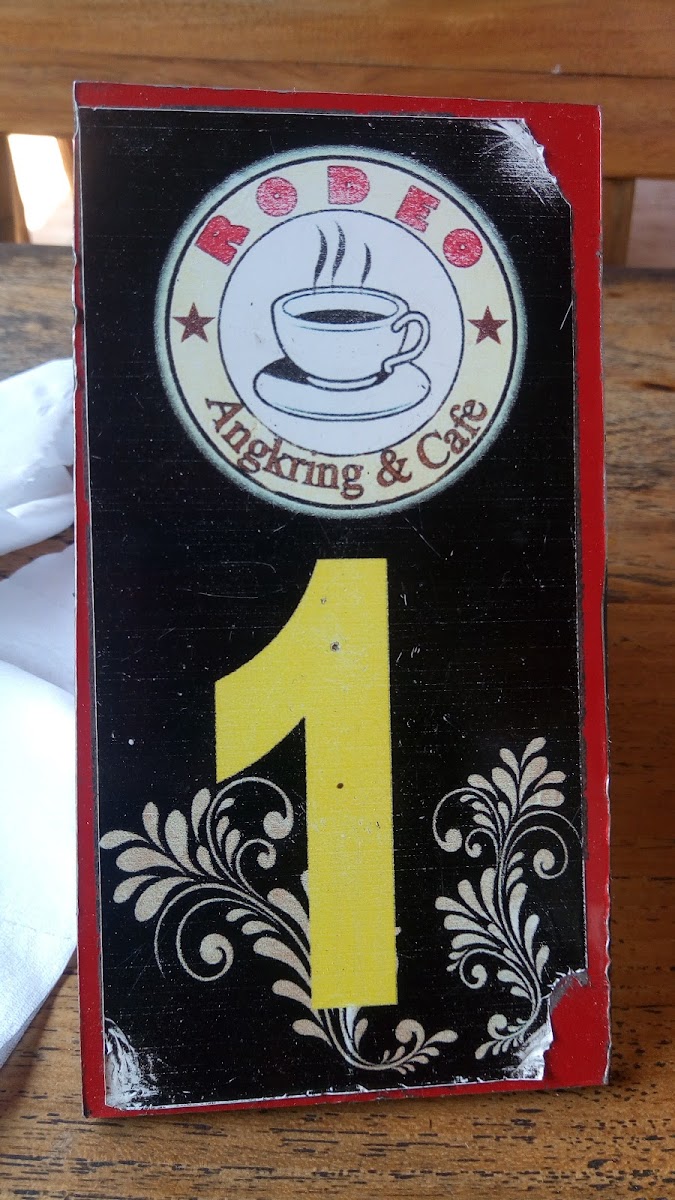 RODEO
Angkring & Cafe
1